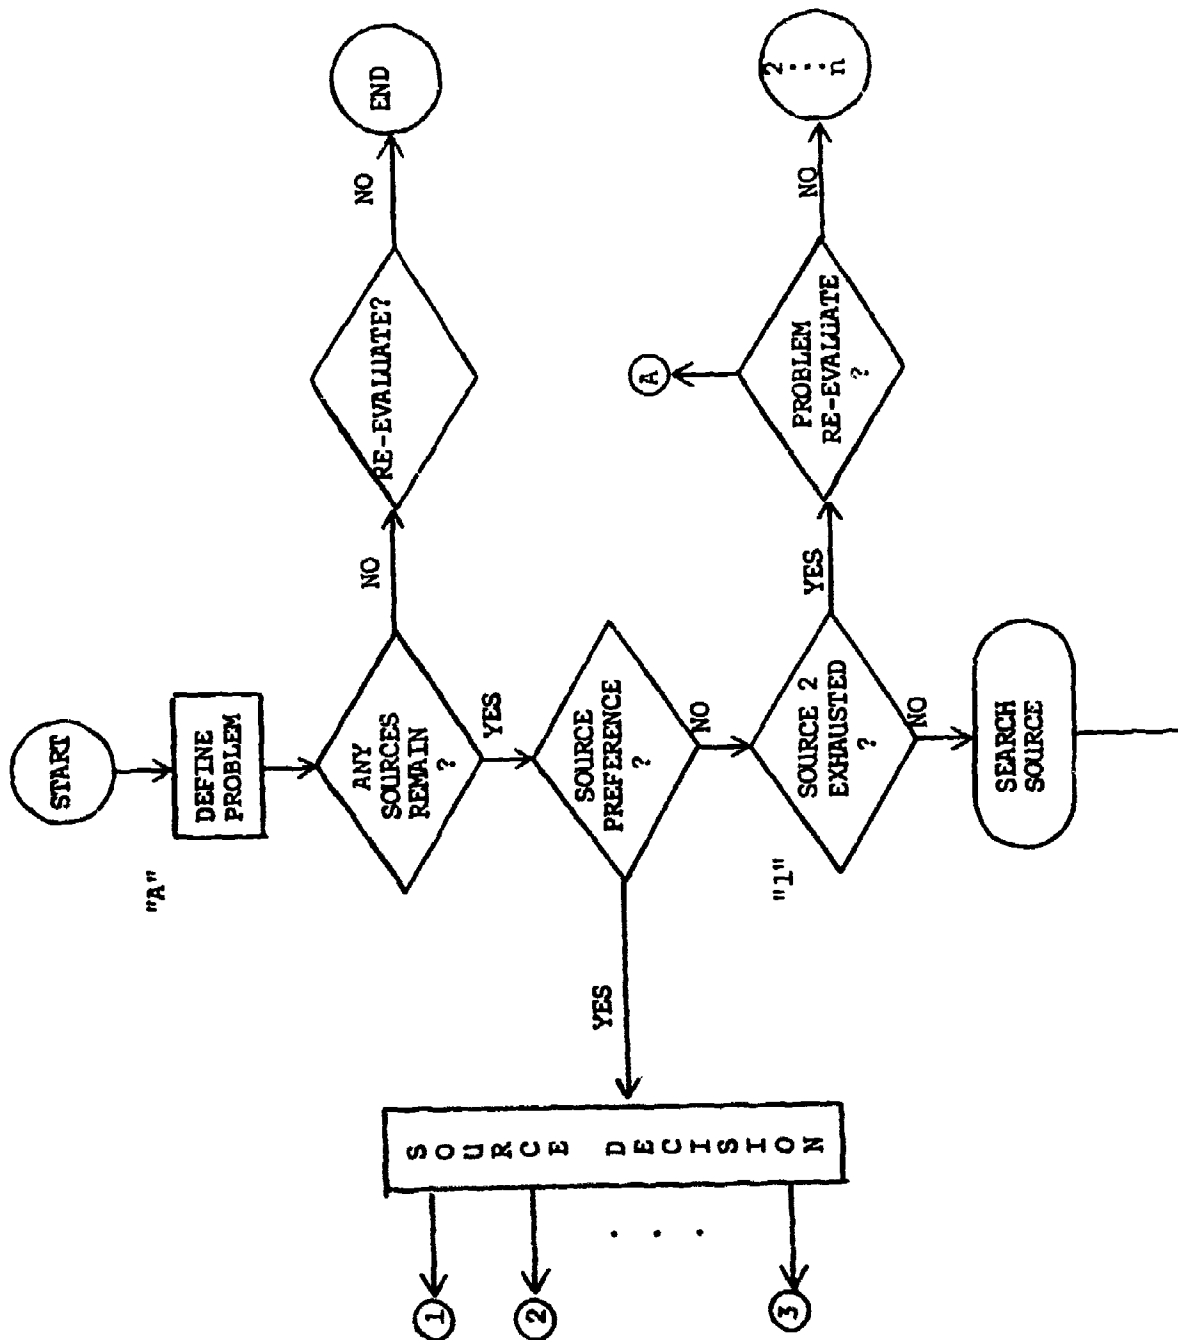 START
"A"
DEFINE
PROBLEM
ANY
SOURCES
REMAIN
?
NO
RE-EVALUATE?
NO
END
YES
SOURCE
PREFERENCE
?
YES
SOURCE DECISION
1
2
. . .
3
NO
"1"
SOURCE 2
EXHAUSTED
?
YES
PROBLEM
RE-EVALUATE
?
A
NO
2
...
n
NO
SEARCH
SOURCE